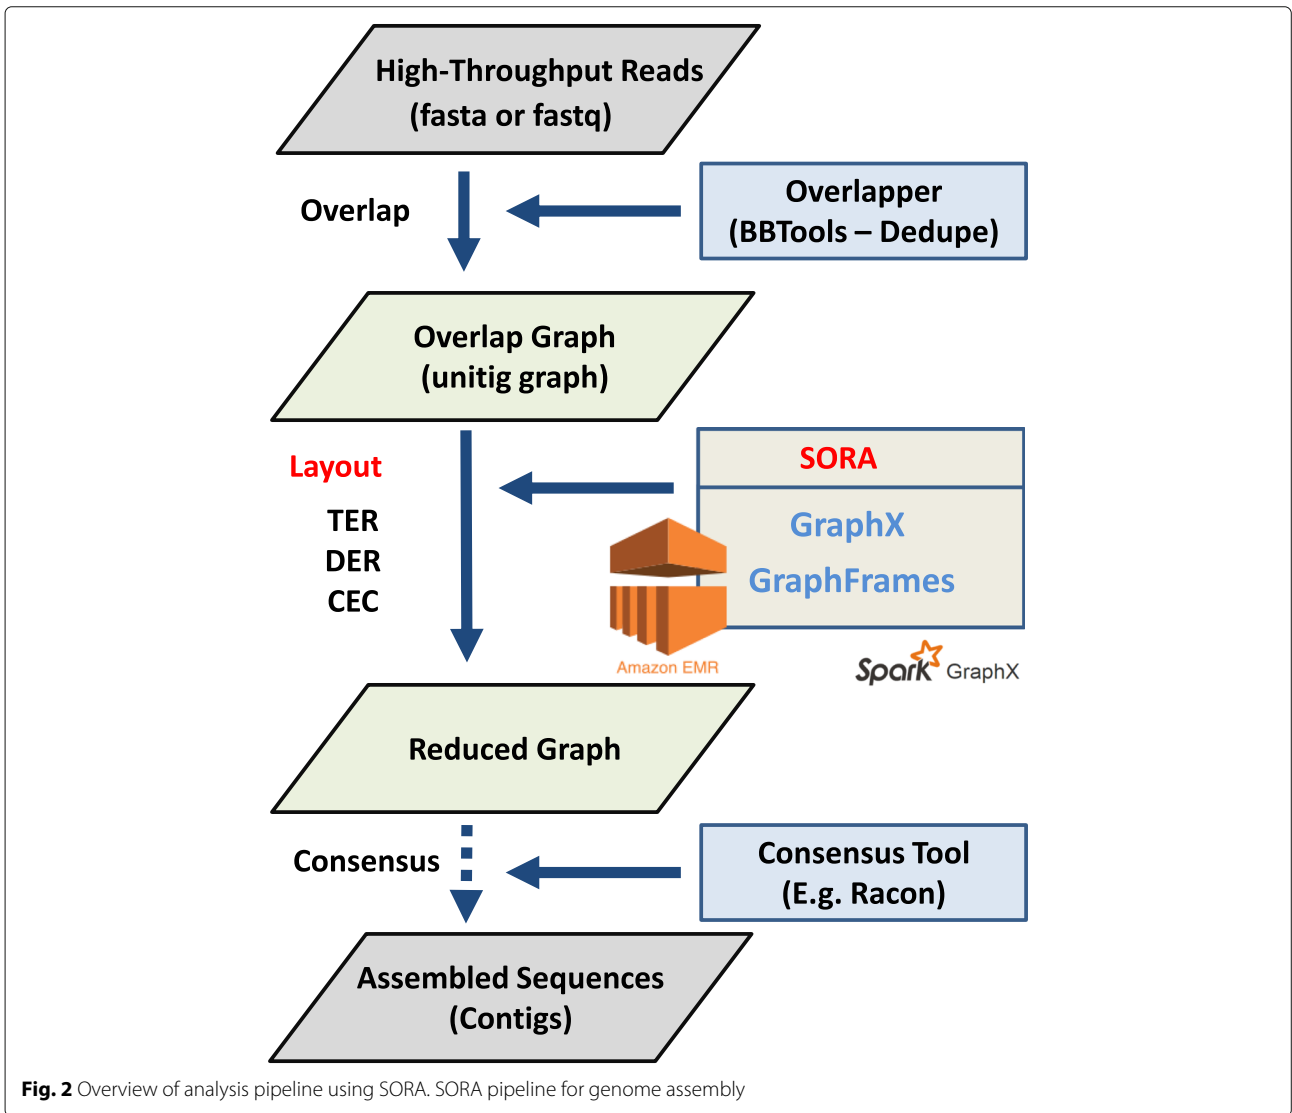 High-Throughput Reads
(fasta or fastq)
Overlap
Overlapper
(BBTools – Dedupe)
Overlap Graph
(unitig graph)
Layout
TER
DER
CEC
SORA
GraphX
GraphFrames
Amazon EMR
Spark GraphX
Reduced Graph
Consensus
Consensus Tool
(E.g. Racon)
Assembled Sequences
(Contigs)
Fig. 2 Overview of analysis pipeline using SORA. SORA pipeline for genome assembly